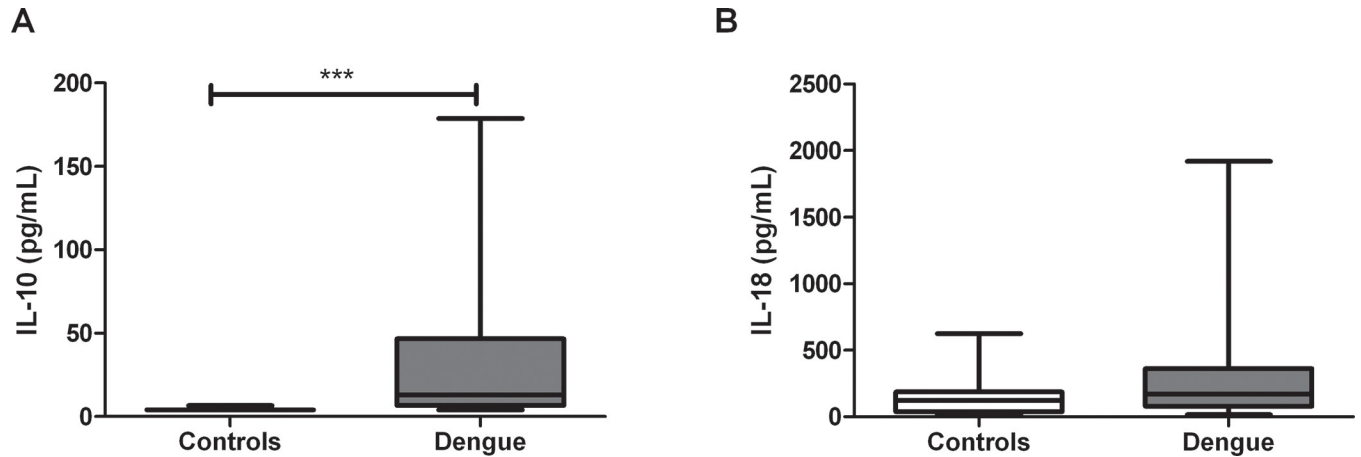 A
IL-10 (pg/mL)
200
150
100
50
0
***
Controls
Dengue
B
IL-18 (pg/mL)
2500
2000
1500
1000
500
0
Controls
Dengue